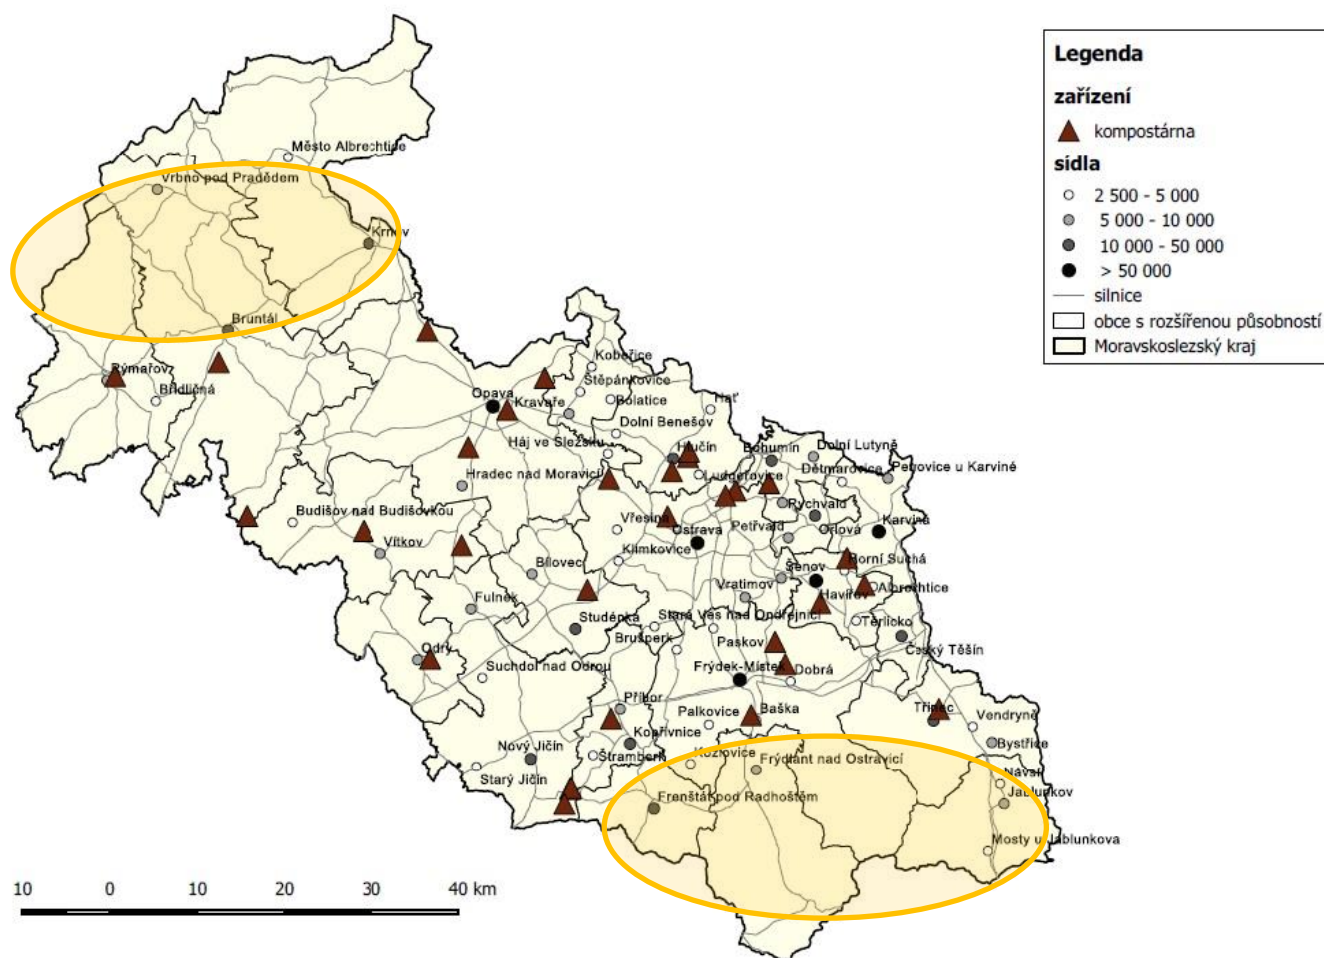 Legenda
zařízení
kompostárna
sídla
2 500 - 5 000
5 000 - 10 000
10 000 - 50 000
> 50 000
silnice
obce s rozšířenou působností
Moravskoslezský kraj
Město Albrechtice
Vrbno pod Pradědem
Krnov
Bruntál
Rýmařov
Břidličná
Kobeřice
Štěpánkovice
Opava
Kravaře
Bolatice
Hať
Dolní Benešov
Háj ve Slezsku
Hlučín
Bohumín
Dolní Lutyně
Hradec nad Moravicí
Ludgeřovice
Dětmarovice
Petrovice u Karviné
Budišov nad Budišovkou
Rychvald
Vřesina
Petřvald
Orlová
Karviná
Vítkov
Ostrava
Klimkovice
Horní Suchá
Bílovec
Šenov
Albrechtice
Fulnek
Vratimov
Havířov
Studénka
Stará Ves nad Ondřejnicí
Těrlicko
Brušperk
Paskov
Český Těšín
Odry
Suchdol nad Odrou
Frýdek-Místek
Dobrá
Příbor
Palkovice
Baška
Třinec
Vendryně
Kopřivnice
Bystřice
Nový Jičín
Štramberk
Kozlovice
Frýdlant nad Ostravicí
Návsí
Starý Jičín
Frenštát pod Radhoštěm
Jablunkov
Mosty u Jablunkova
10 0 10 20 30 40 km